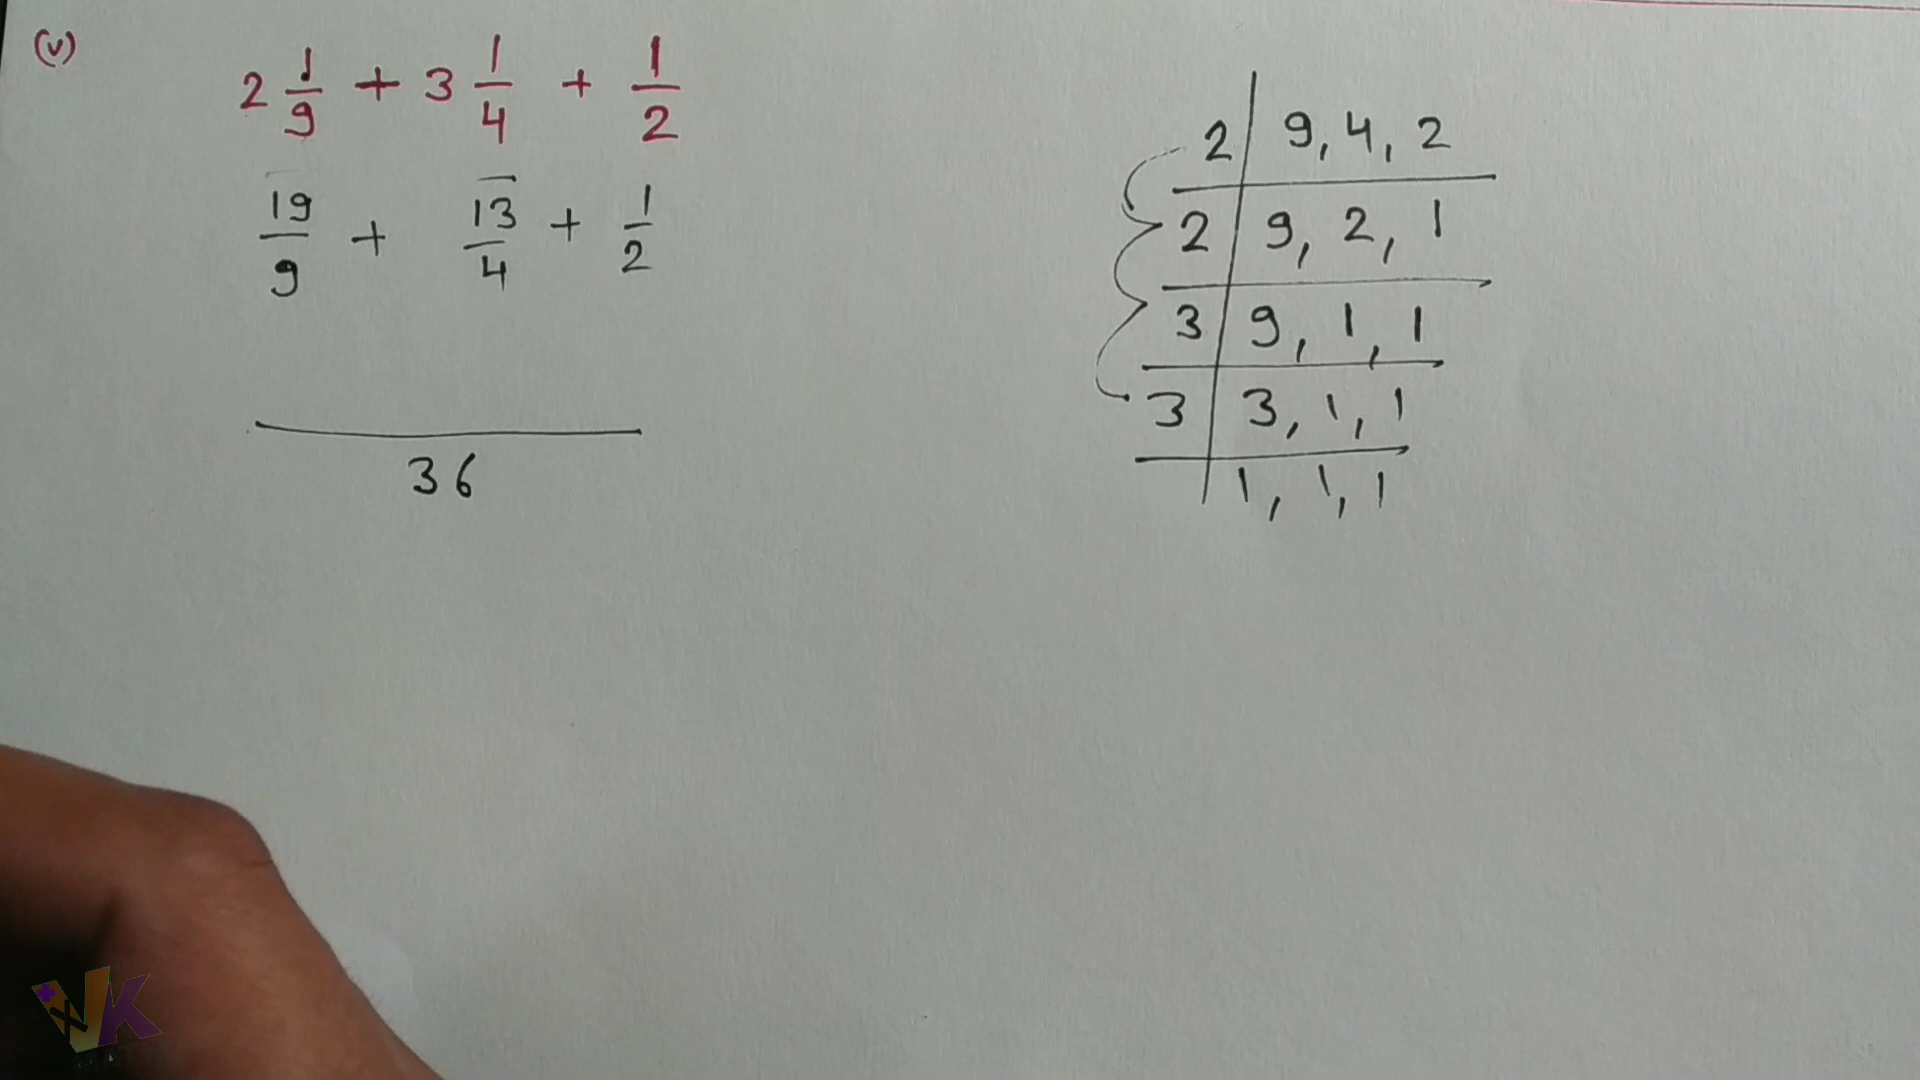 (v)
2 1/9 + 3 1/4 + 1/2
19/9 + 13/4 + 1/2
36
2 | 9, 4, 2
2 | 9, 2, 1
3 | 9, 1, 1
3 | 3, 1, 1
1, 1, 1
VK